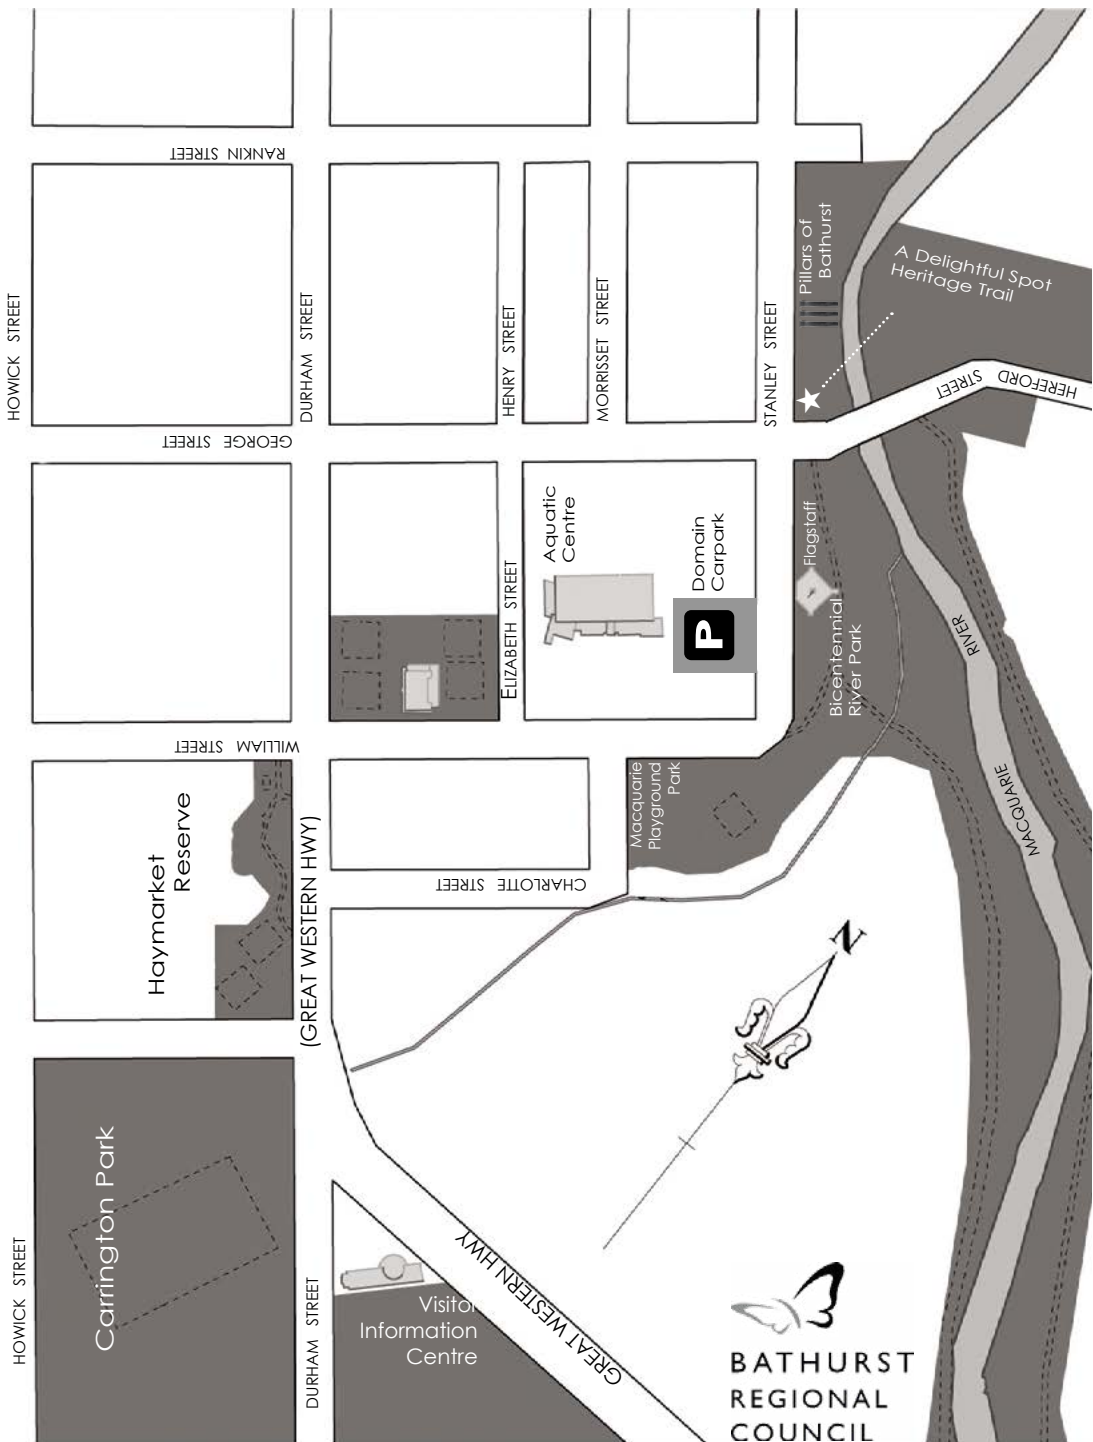 RANKIN STREET
HOWICK STREET
DURHAM STREET
HENRY STREET
MORRISSET STREET
STANLEY STREET
Pillars of
Bathurst
A Delightful Spot
Heritage Trail
HEREFORD STREET
GEORGE STREET
Aquatic
Centre
Domain
Carpark
P
Flagstaff
Bicentennial
River Park
ELIZABETH STREET
MACQUARIE RIVER
WILLIAM STREET
Haymarket
Reserve
(GREAT WESTERN HWY)
Macquarie
Playground
Park
CHARLOTTE STREET
N
Carrington Park
HOWICK STREET
DURHAM STREET
Visitor
Information
Centre
GREAT WESTERN HWY
BATHURST
REGIONAL
COUNCIL